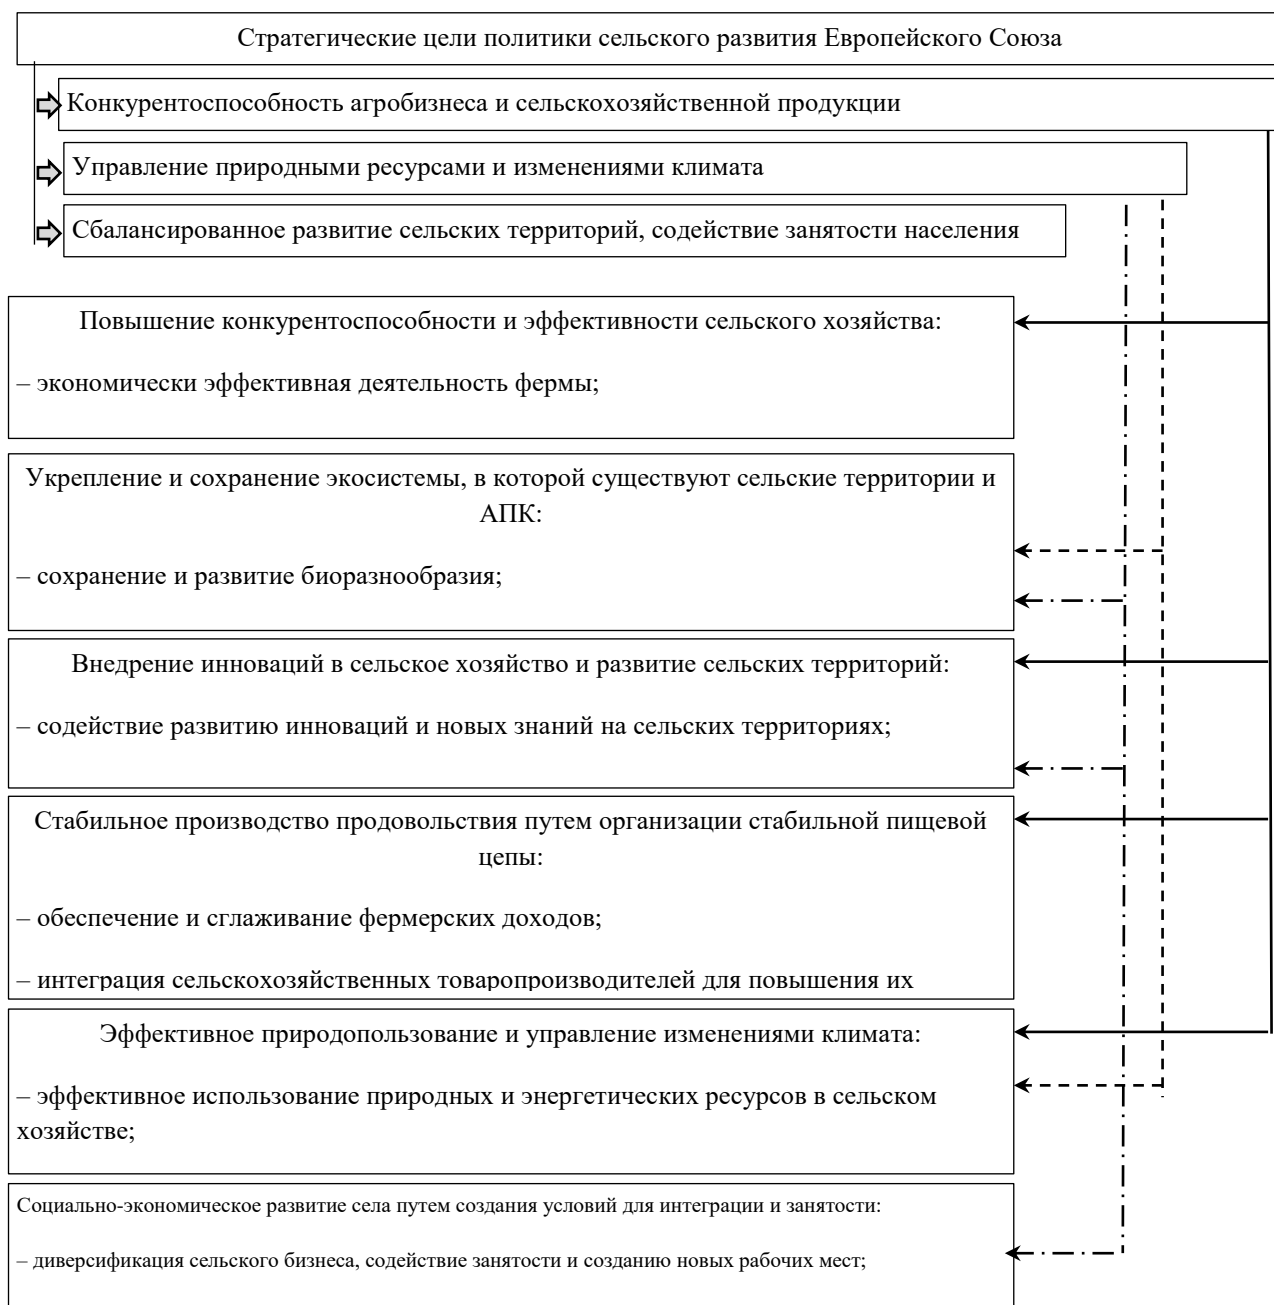 Стратегические цели политики сельского развития Европейского Союза
Конкурентоспособность агробизнеса и сельскохозяйственной продукции
Управление природными ресурсами и изменениями климата
Сбалансированное развитие сельских территорий, содействие занятости населения
Повышение конкурентоспособности и эффективности сельского хозяйства:
– экономически эффективная деятельность фермы;
Укрепление и сохранение экосистемы, в которой существуют сельские территории и
АПК:
– сохранение и развитие биоразнообразия;
Внедрение инноваций в сельское хозяйство и развитие сельских территорий:
– содействие развитию инноваций и новых знаний на сельских территориях;
Стабильное производство продовольствия путем организации стабильной пищевой
цепы:
– обеспечение и сглаживание фермерских доходов;
– интеграция сельскохозяйственных товаропроизводителей для повышения их
Эффективное природопользование и управление изменениями климата:
– эффективное использование природных и энергетических ресурсов в сельском
хозяйстве;
Социально-экономическое развитие села путем создания условий для интеграции и занятости:
– диверсификация сельского бизнеса, содействие занятости и созданию новых рабочих мест;